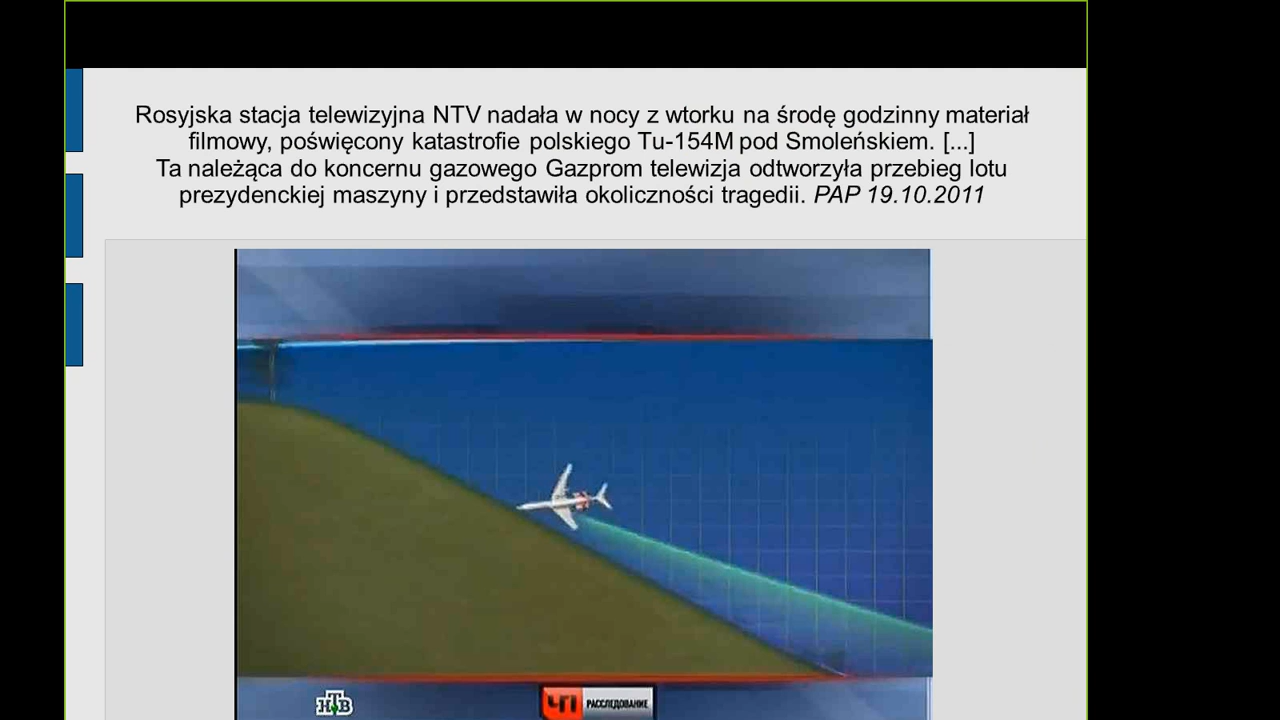 Rosyjska stacja telewizyjna NTV nadała w nocy z wtorku na środę godzinny materiał
filmowy, poświęcony katastrofie polskiego Tu-154M pod Smoleńskiem. [...]
Ta należąca do koncernu gazowego Gazprom telewizja odtworzyła przebieg lotu
prezydenckiej maszyny i przedstawiła okoliczności tragedii. PAP 19.10.2011
НТВ
ЧП РАССЛЕДОВАНИЕ